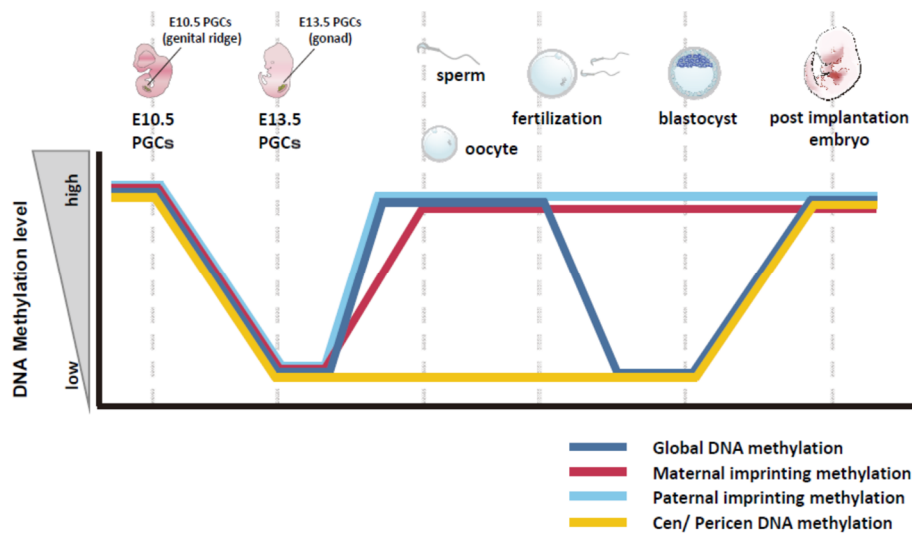 E10.5 PGCs
(genital ridge)
E13.5 PGCs
(gonad)
sperm
E10.5
PGCs
E13.5
PGCs
oocyte
fertilization
blastocyst
post implantation
embryo
DNA Methylation level
high
low
Global DNA methylation
Maternal imprinting methylation
Paternal imprinting methylation
Cen/ Pericen DNA methylation